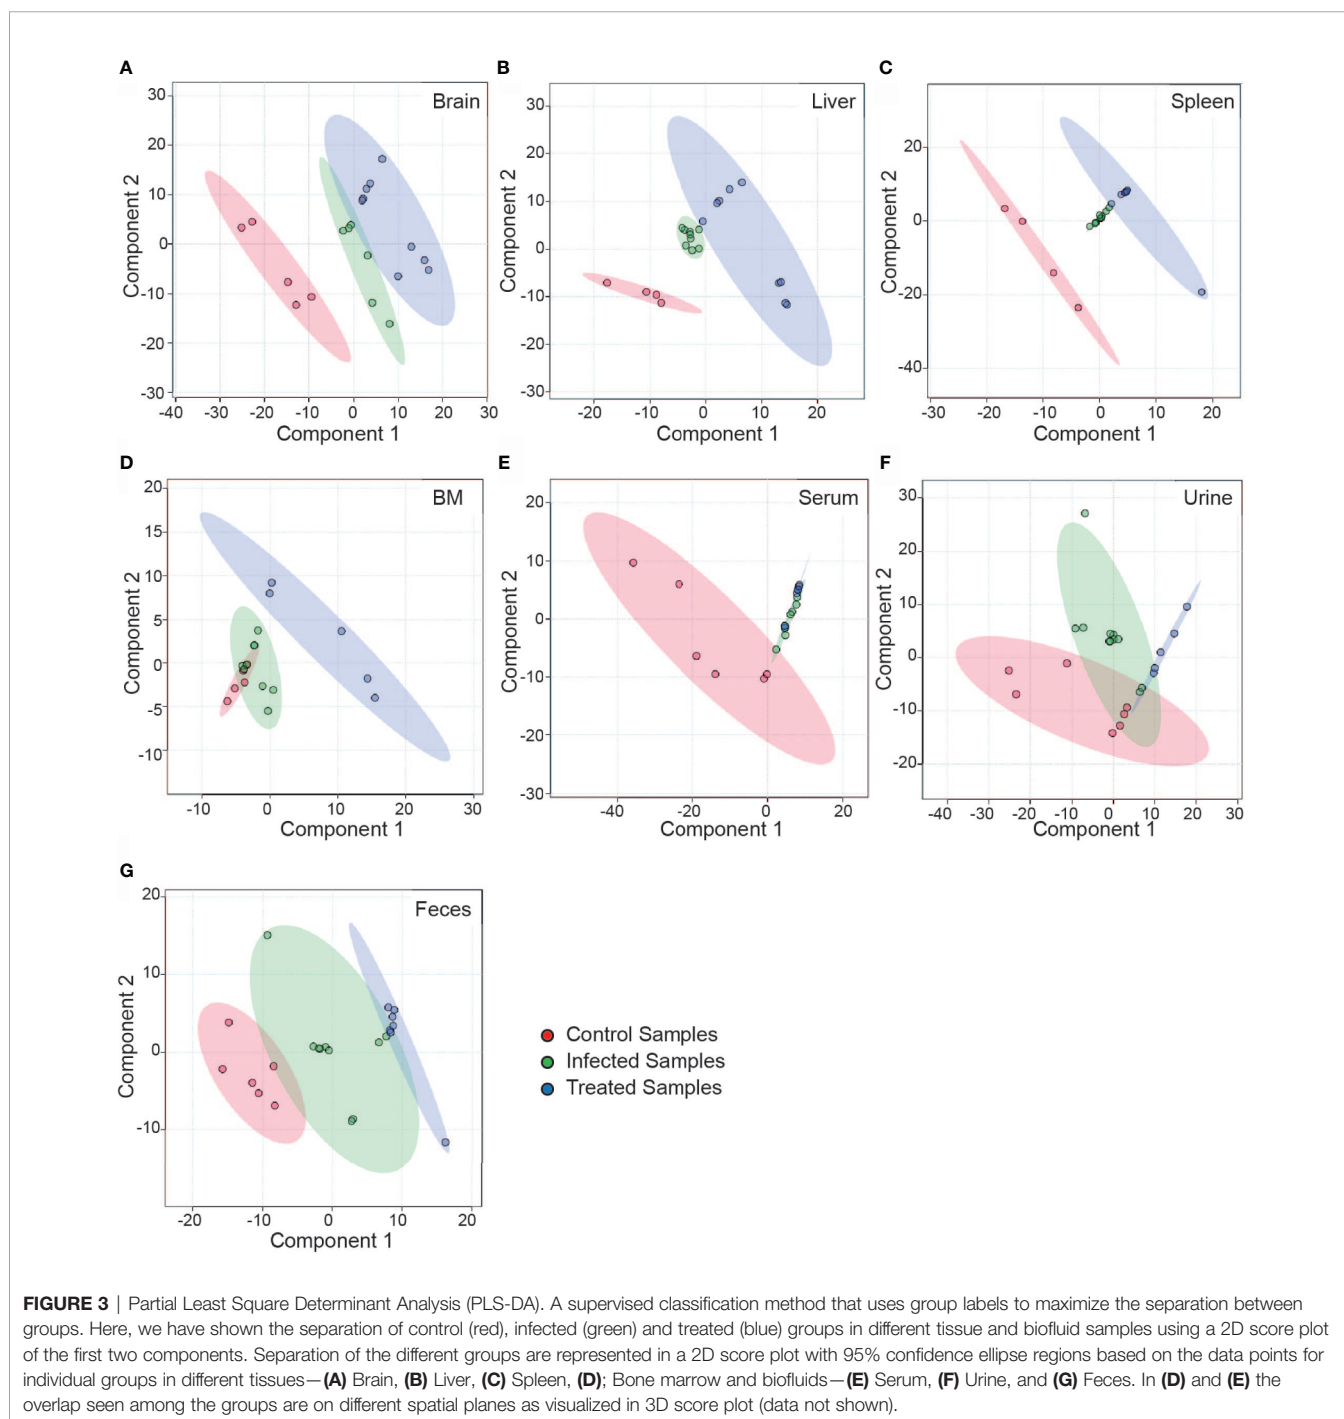 A
Brain
30
20
10
0
-10
-20
-30
Component 2
-40
-30
-20
-10
0
10
20
30
Component 1
B
Liver
30
20
10
0
-10
-20
-30
Component 2
-20
-10
0
10
20
Component 1
C
Spleen
20
0
-20
-40
Component 2
-30
-20
-10
0
10
20
Component 1
D
BM
20
15
10
5
0
-5
-10
Component 2
-10
0
10
20
30
Component 1
E
Serum
20
10
0
-10
-20
-30
Component 2
-40
-20
0
20
Component 1
F
Urine
30
20
10
0
-10
-20
Component 2
-40
-30
-20
-10
0
10
20
30
Component 1
G
Feces
20
10
0
-10
Component 2
-20
-10
0
10
20
Component 1
Control Samples
Infected Samples
Treated Samples
FIGURE 3 | Partial Least Square Determinant Analysis (PLS-DA). A supervised classification method that uses group labels to maximize the separation between
groups. Here, we have shown the separation of control (red), infected (green) and treated (blue) groups in different tissue and biofluid samples using a 2D score plot
of the first two components. Separation of the different groups are represented in a 2D score plot with 95% confidence ellipse regions based on the data points for
individual groups in different tissues—(A) Brain, (B) Liver, (C) Spleen, (D); Bone marrow and biofluids—(E) Serum, (F) Urine, and (G) Feces. In (D) and (E) the
overlap seen among the groups are on different spatial planes as visualized in 3D score plot (data not shown).